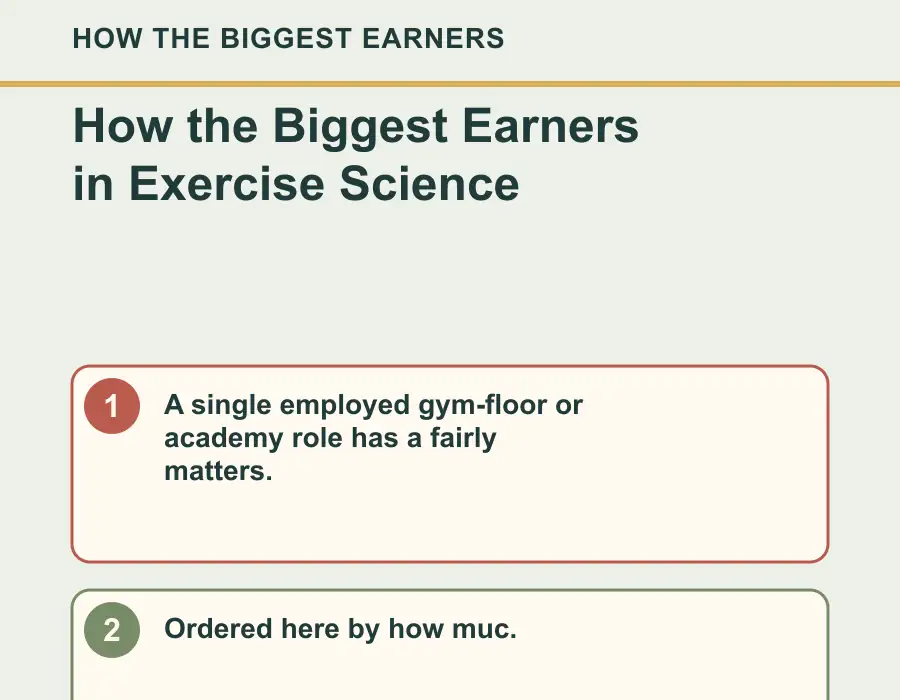 HOW THE BIGGEST EARNERS
How the Biggest Earners
in Exercise Science
1
A single employed gym-floor or
academy role has a fairly
matters.
2
Ordered here by how muc.